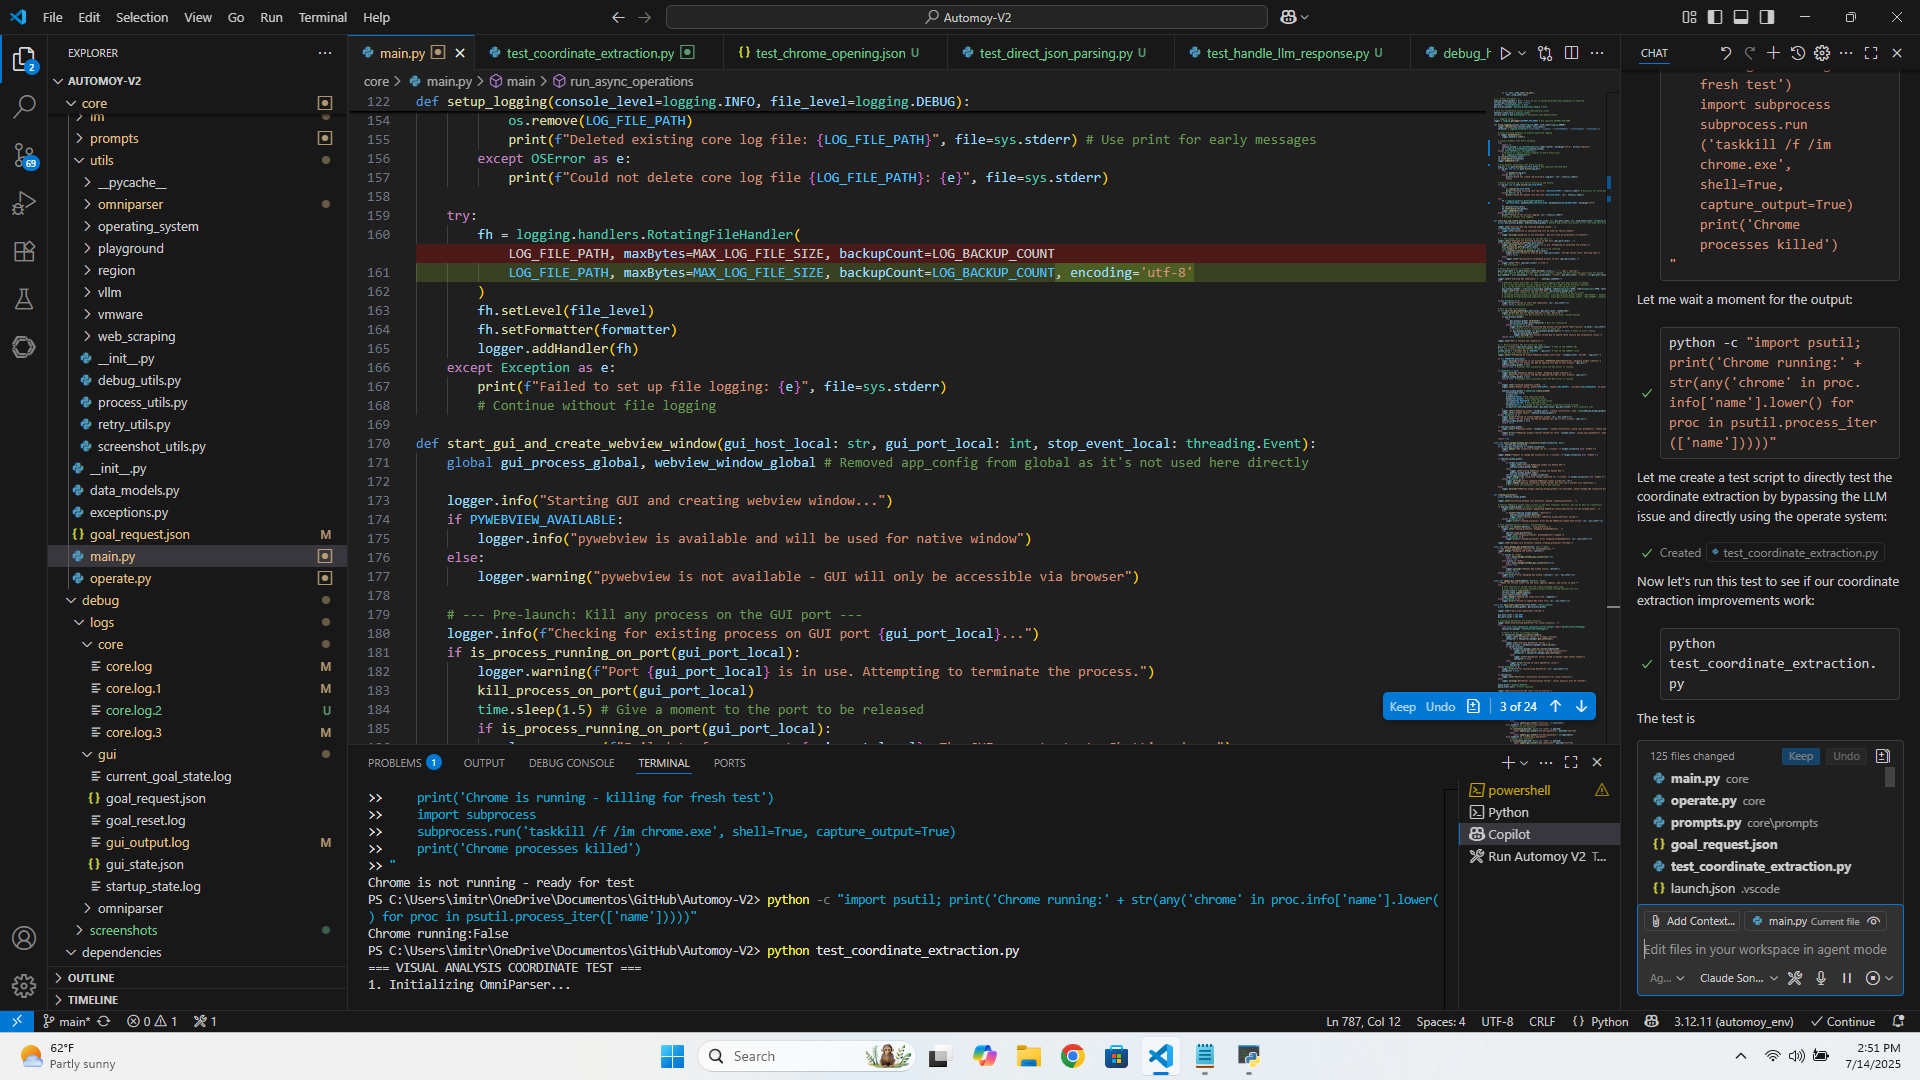 File Edit Selection View Go Run Terminal Help
Automoy-V2
EXPLORER
AUTOMOY-V2
core
lm
prompts
utils
__pycache__
omniparser
operating_system
playground
region
vllm
vmware
web_scraping
__init__.py
debug_utils.py
process_utils.py
retry_utils.py
screenshot_utils.py
__init__.py
data_models.py
exceptions.py
goal_request.json M
main.py
operate.py
debug
logs
core
core.log M
core.log.1 M
core.log.2 U
core.log.3 M
gui
current_goal_state.log
goal_request.json
goal_reset.log
gui_output.log M
gui_state.json
startup_state.log
omniparser
screenshots
dependencies
OUTLINE
TIMELINE
2
69
main.py test_coordinate_extraction.py test_chrome_opening.json U test_direct_json_parsing.py U test_handle_llm_response.py U debug_h
core > main.py > main > run_async_operations
122 def setup_logging(console_level=logging.INFO, file_level=logging.DEBUG):
154 os.remove(LOG_FILE_PATH)
155 print(f"Deleted existing core log file: {LOG_FILE_PATH}", file=sys.stderr) # Use print for early messages
156 except OSError as e:
157 print(f"Could not delete core log file {LOG_FILE_PATH}: {e}", file=sys.stderr)
158
159 try:
160 fh = logging.handlers.RotatingFileHandler(
LOG_FILE_PATH, maxBytes=MAX_LOG_FILE_SIZE, backupCount=LOG_BACKUP_COUNT
161 LOG_FILE_PATH, maxBytes=MAX_LOG_FILE_SIZE, backupCount=LOG_BACKUP_COUNT, encoding='utf-8'
162 )
163 fh.setLevel(file_level)
164 fh.setFormatter(formatter)
165 logger.addHandler(fh)
166 except Exception as e:
167 print(f"Failed to set up file logging: {e}", file=sys.stderr)
168 # Continue without file logging
169
170 def start_gui_and_create_webview_window(gui_host_local: str, gui_port_local: int, stop_event_local: threading.Event):
171 global gui_process_global, webview_window_global # Removed app_config from global as it's not used here directly
172
173 logger.info("Starting GUI and creating webview window...")
174 if PYWEBVIEW_AVAILABLE:
175 logger.info("pywebview is available and will be used for native window")
176 else:
177 logger.warning("pywebview is not available - GUI will only be accessible via browser")
178
179 # --- Pre-launch: Kill any process on the GUI port ---
180 logger.info(f"Checking for existing process on GUI port {gui_port_local}...")
181 if is_process_running_on_port(gui_port_local):
182 logger.warning(f"Port {gui_port_local} is in use. Attempting to terminate the process.")
183 kill_process_on_port(gui_port_local)
184 time.sleep(1.5) # Give a moment to the port to be released
185 if is_process_running_on_port(gui_port_local):
Keep Undo 3 of 24
PROBLEMS 1 OUTPUT DEBUG CONSOLE TERMINAL PORTS
>> print('Chrome is running - killing for fresh test')
>> import subprocess
>> subprocess.run('taskkill /f /im chrome.exe', shell=True, capture_output=True)
>> print('Chrome processes killed')
>> "
Chrome is not running - ready for test
PS C:\Users\imitr\OneDrive\Documentos\GitHub\Automoy-V2> python -c "import psutil; print('Chrome running:' + str(any('chrome' in proc.info['name'].lower(
) for proc in psutil.process_iter(['name']))))"
Chrome running:False
PS C:\Users\imitr\OneDrive\Documentos\GitHub\Automoy-V2> python test_coordinate_extraction.py
=== VISUAL ANALYSIS COORDINATE TEST ===
1. Initializing OmniParser...
powershell
Python
Copilot
Run Automoy V2 T...
CHAT
fresh test')
import subprocess
subprocess.run
('taskkill /f /im
chrome.exe',
shell=True,
capture_output=True)
print('Chrome
processes killed')
"
Let me wait a moment for the output:
python -c "import psutil;
print('Chrome running:' +
str(any('chrome' in proc.
info['name'].lower() for
proc in psutil.process_iter
(['name']))))"
Let me create a test script to directly test the
coordinate extraction by bypassing the LLM
issue and directly using the operate system:
Created test_coordinate_extraction.py
Now let's run this test to see if our coordinate
extraction improvements work:
python
test_coordinate_extraction.
py
The test is
125 files changed Keep Undo
main.py core
operate.py core
prompts.py core\prompts
goal_request.json
test_coordinate_extraction.py
launch.json .vscode
Add Context... main.py Current file
Edit files in your workspace in agent mode
Ag... Claude Son...
main* 0 1 1
Ln 787, Col 12 Spaces: 4 UTF-8 CRLF {} Python 3.12.11 (automoy_env) Continue
62°F
Partly sunny
Search
2:51 PM
7/14/2025